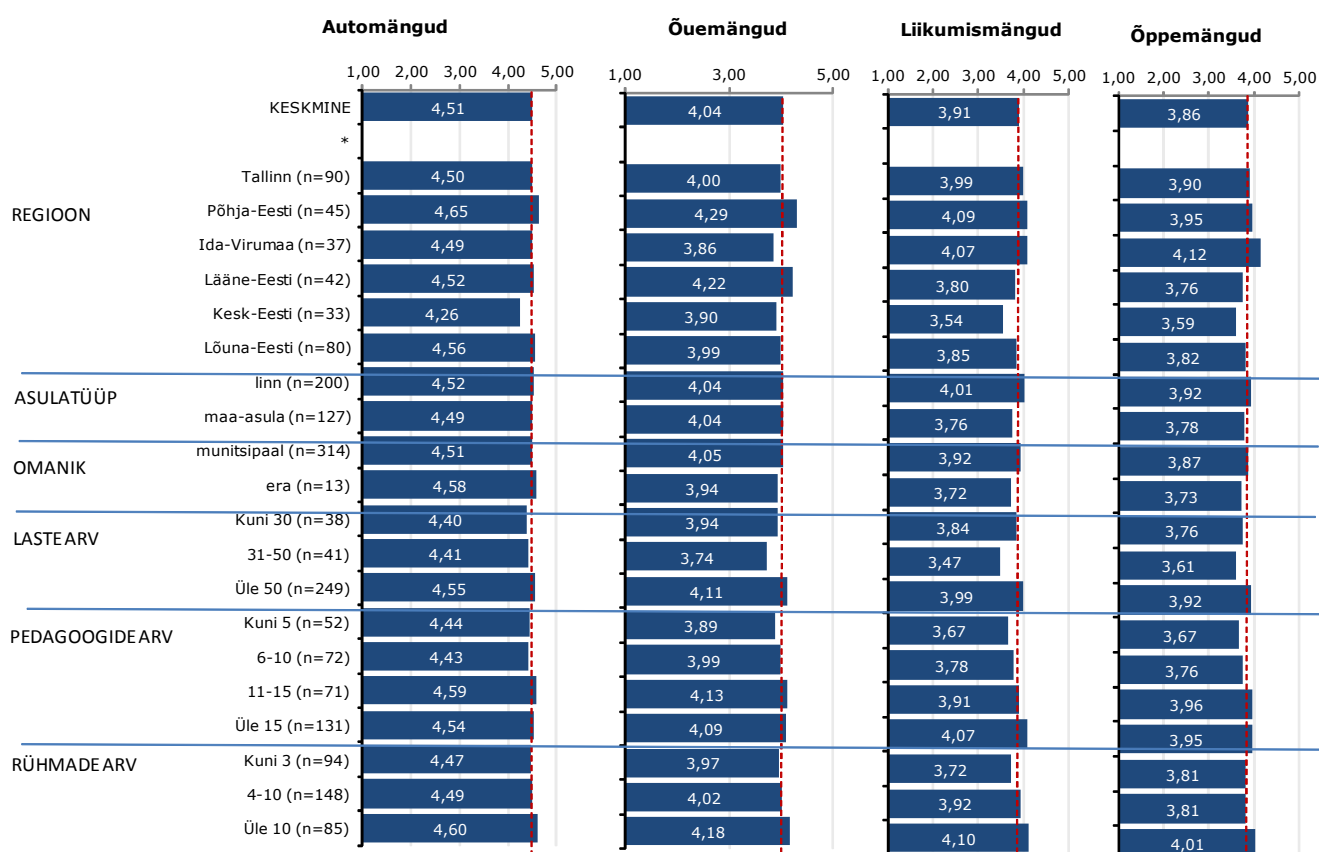 Automängud Õuemängud Liikumismängud Õppemängud
1,00 2,00 3,00 4,00 5,00 1,00 3,00 5,00 1,00 2,00 3,00 4,00 5,00 1,00 2,00 3,00 4,00 5,00
KESKMINE 4,51 4,04 3,91 3,86
*
REGIOON
Tallinn (n=90) 4,50 4,00 3,99 3,90
Põhja-Eesti (n=45) 4,65 4,29 4,09 3,95
Ida-Virumaa (n=37) 4,49 3,86 4,07 4,12
Lääne-Eesti (n=42) 4,52 4,22 3,80 3,76
Kesk-Eesti (n=33) 4,26 3,90 3,54 3,59
Lõuna-Eesti (n=80) 4,56 3,99 3,85 3,82
ASULATÜÜP
linn (n=200) 4,52 4,04 4,01 3,92
maa-asula (n=127) 4,49 4,04 3,76 3,78
OMANIK
munitsipaal (n=314) 4,51 4,05 3,92 3,87
era (n=13) 4,58 3,94 3,72 3,73
LASTE ARV
Kuni 30 (n=38) 4,40 3,94 3,84 3,76
31-50 (n=41) 4,41 3,74 3,47 3,61
Üle 50 (n=249) 4,55 4,11 3,99 3,92
PEDAGOOGIDE ARV
Kuni 5 (n=52) 4,44 3,89 3,67 3,67
6-10 (n=72) 4,43 3,99 3,78 3,76
11-15 (n=71) 4,59 4,13 3,91 3,96
Üle 15 (n=131) 4,54 4,09 4,07 3,95
RÜHMADE ARV
Kuni 3 (n=94) 4,47 3,97 3,72 3,81
4-10 (n=148) 4,49 4,02 3,92 3,81
Üle 10 (n=85) 4,60 4,18 4,10 4,01